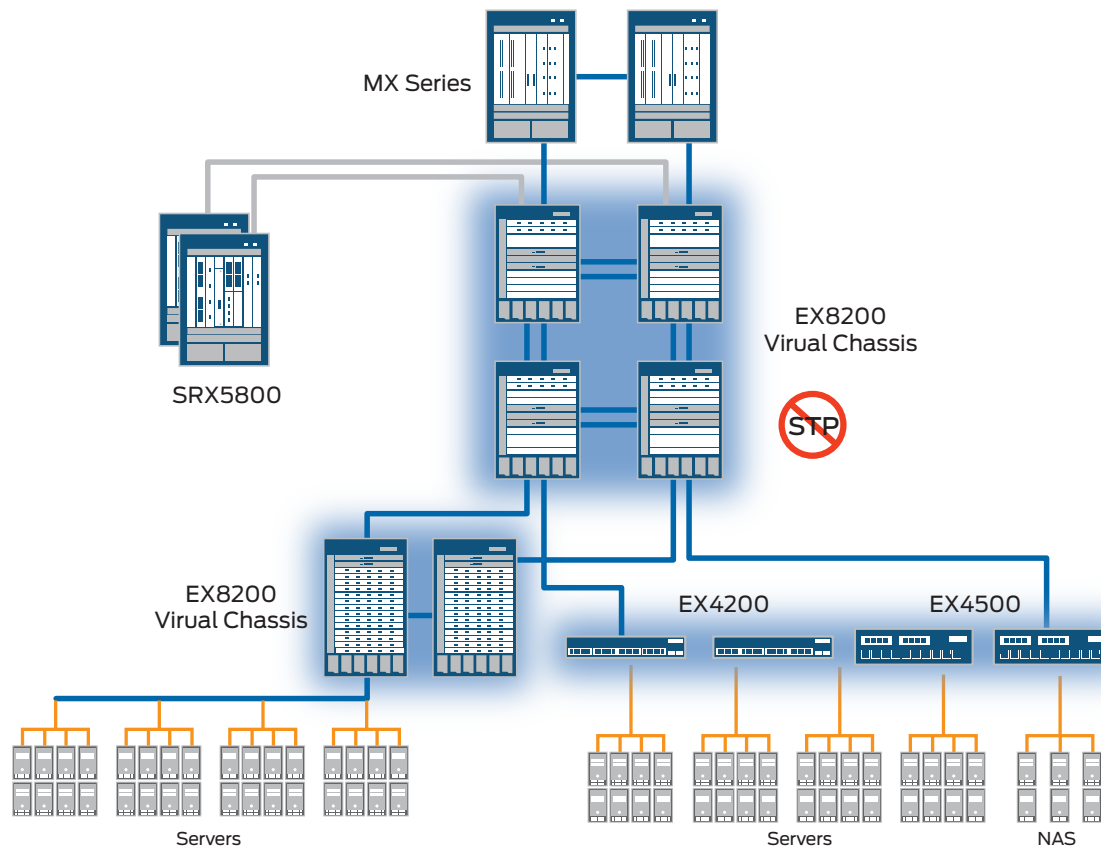 MX Series
EX8200
Virual Chassis
STP
SRX5800
EX8200
Virual Chassis
EX4200
EX4500
Servers
Servers
NAS